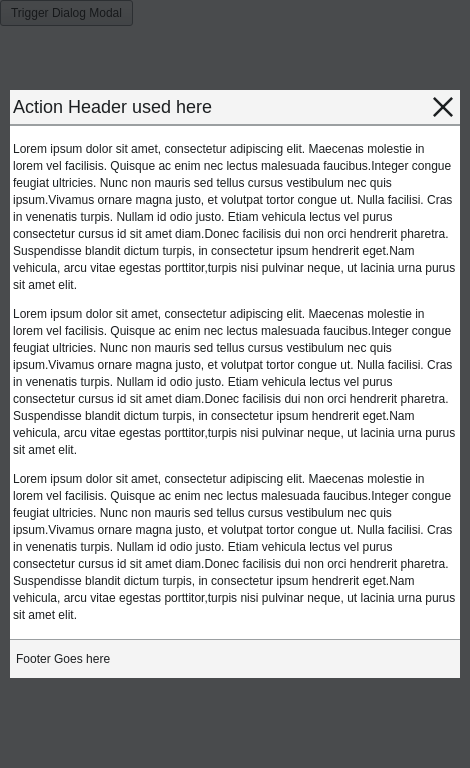 Trigger Dialog Modal
Action Header used here
Lorem ipsum dolor sit amet, consectetur adipiscing elit. Maecenas molestie in
lorem vel facilisis. Quisque ac enim nec lectus malesuada faucibus.Integer congue
feugiat ultricies. Nunc non mauris sed tellus cursus vestibulum nec quis
ipsum.Vivamus ornare magna justo, et volutpat tortor congue ut. Nulla facilisi. Cras
in venenatis turpis. Nullam id odio justo. Etiam vehicula lectus vel purus
consectetur cursus id sit amet diam.Donec facilisis dui non orci hendrerit pharetra.
Suspendisse blandit dictum turpis, in consectetur ipsum hendrerit eget.Nam
vehicula, arcu vitae egestas porttitor,turpis nisi pulvinar neque, ut lacinia urna purus
sit amet elit.
Lorem ipsum dolor sit amet, consectetur adipiscing elit. Maecenas molestie in
lorem vel facilisis. Quisque ac enim nec lectus malesuada faucibus.Integer congue
feugiat ultricies. Nunc non mauris sed tellus cursus vestibulum nec quis
ipsum.Vivamus ornare magna justo, et volutpat tortor congue ut. Nulla facilisi. Cras
in venenatis turpis. Nullam id odio justo. Etiam vehicula lectus vel purus
consectetur cursus id sit amet diam.Donec facilisis dui non orci hendrerit pharetra.
Suspendisse blandit dictum turpis, in consectetur ipsum hendrerit eget.Nam
vehicula, arcu vitae egestas porttitor,turpis nisi pulvinar neque, ut lacinia urna purus
sit amet elit.
Lorem ipsum dolor sit amet, consectetur adipiscing elit. Maecenas molestie in
lorem vel facilisis. Quisque ac enim nec lectus malesuada faucibus.Integer congue
feugiat ultricies. Nunc non mauris sed tellus cursus vestibulum nec quis
ipsum.Vivamus ornare magna justo, et volutpat tortor congue ut. Nulla facilisi. Cras
in venenatis turpis. Nullam id odio justo. Etiam vehicula lectus vel purus
consectetur cursus id sit amet diam.Donec facilisis dui non orci hendrerit pharetra.
Suspendisse blandit dictum turpis, in consectetur ipsum hendrerit eget.Nam
vehicula, arcu vitae egestas porttitor,turpis nisi pulvinar neque, ut lacinia urna purus
sit amet elit.
Footer Goes here